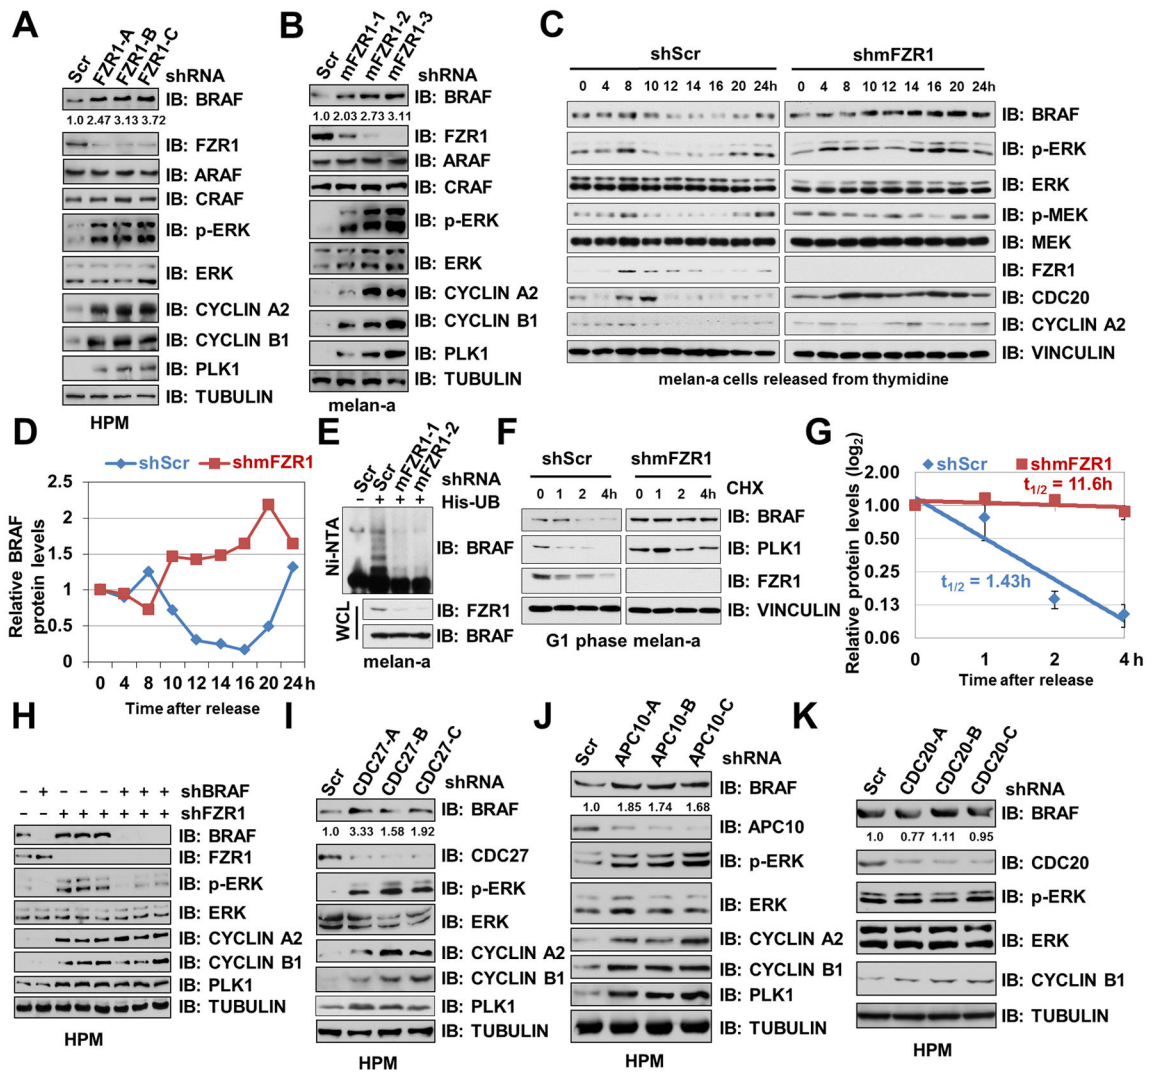 A
Scr
FZR1-A
FZR1-B
FZR1-C
shRNA
IB: BRAF
1.0 2.47 3.13 3.72
IB: FZR1
IB: ARAF
IB: CRAF
IB: p-ERK
IB: ERK
IB: CYCLIN A2
IB: CYCLIN B1
IB: PLK1
IB: TUBULIN
HPM
B
Scr
mFZR1-1
mFZR1-2
mFZR1-3
shRNA
IB: BRAF
1.0 2.03 2.73 3.11
IB: FZR1
IB: ARAF
IB: CRAF
IB: p-ERK
IB: ERK
IB: CYCLIN A2
IB: CYCLIN B1
IB: PLK1
IB: TUBULIN
melan-a
C
shScr shmFZR1
0 4 8 10 12 14 16 20 24h 0 4 8 10 12 14 16 20 24h
IB: BRAF
IB: p-ERK
IB: ERK
IB: p-MEK
IB: MEK
IB: FZR1
IB: CDC20
IB: CYCLIN A2
IB: VINCULIN
melan-a cells released from thymidine
D
shScr shmFZR1
Relative BRAF
protein levels
2.5
2
1.5
1
0.5
0
0 4 8 10 12 14 16 20 24h
Time after release
E
Scr
Scr
mFZR1-1
mFZR1-2
shRNA
- + + + His-UB
Ni-NTA
IB: BRAF
WCL
IB: FZR1
IB: BRAF
melan-a
F
shScr shmFZR1
0 1 2 4h 0 1 2 4h CHX
IB: BRAF
IB: PLK1
IB: FZR1
IB: VINCULIN
G1 phase melan-a
G
shScr shmFZR1
t1/2 = 11.6h
t1/2 = 1.43h
Relative protein levels (log2)
2.00
1.00
0.50
0.25
0.13
0.06
0 1 2 4h
Time after release
H
- + - - - + + + shBRAF
- - + + + + + + shFZR1
IB: BRAF
IB: FZR1
IB: p-ERK
IB: ERK
IB: CYCLIN A2
IB: CYCLIN B1
IB: PLK1
IB: TUBULIN
HPM
I
Scr
CDC27-A
CDC27-B
CDC27-C
shRNA
IB: BRAF
1.0 3.33 1.58 1.92
IB: CDC27
IB: p-ERK
IB: ERK
IB: CYCLIN A2
IB: CYCLIN B1
IB: PLK1
IB: TUBULIN
HPM
J
Scr
APC10-A
APC10-B
APC10-C
shRNA
IB: BRAF
1.0 1.85 1.74 1.68
IB: APC10
IB: p-ERK
IB: ERK
IB: CYCLIN A2
IB: CYCLIN B1
IB: PLK1
IB: TUBULIN
HPM
K
Scr
CDC20-A
CDC20-B
CDC20-C
shRNA
IB: BRAF
1.0 0.77 1.11 0.95
IB: CDC20
IB: p-ERK
IB: ERK
IB: CYCLIN B1
IB: TUBULIN
HPM